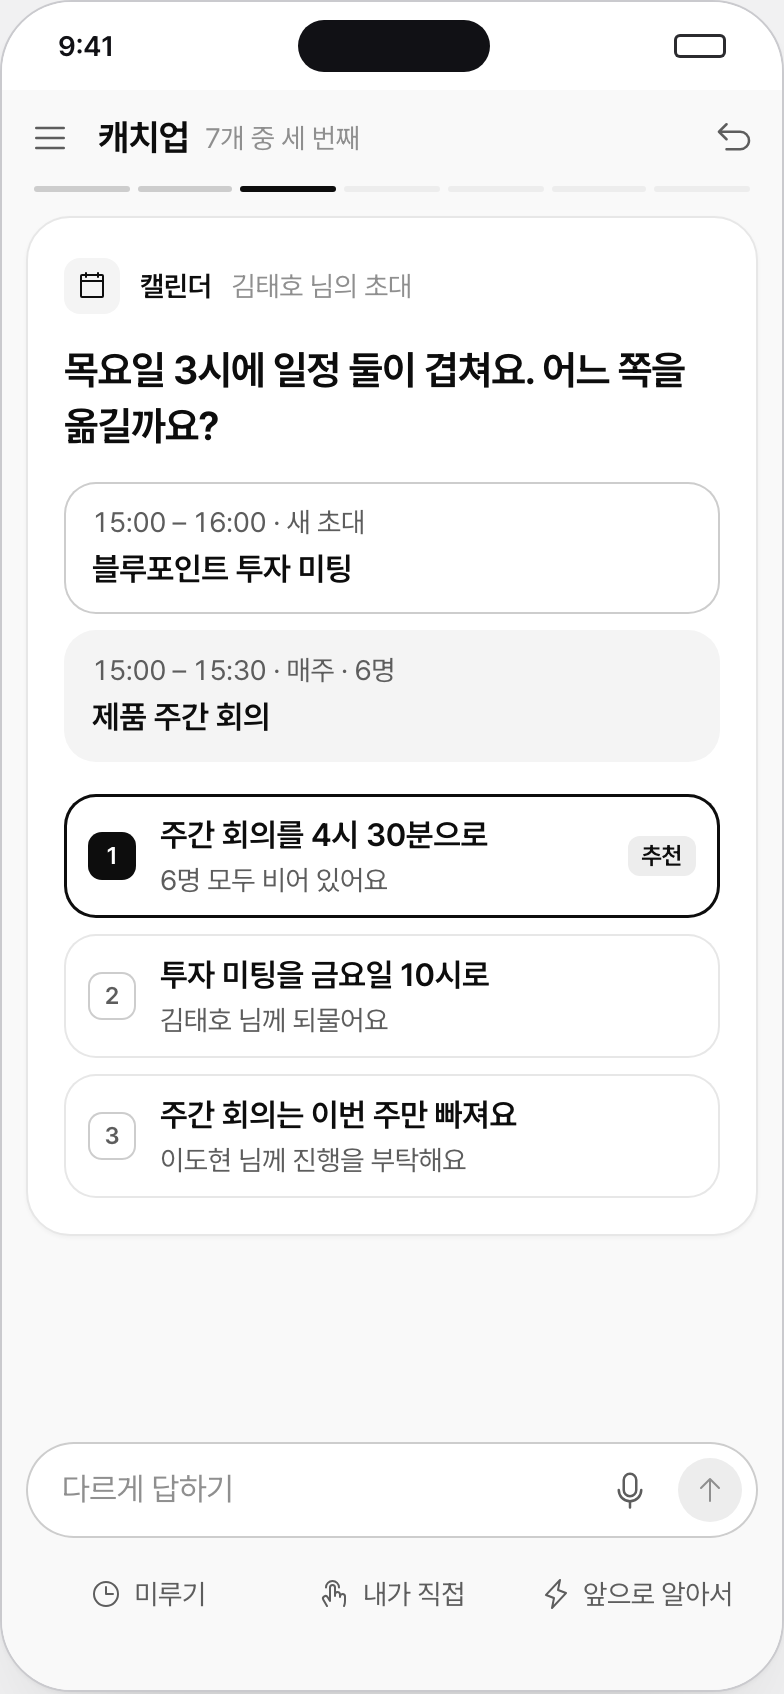 9:41
캐치업 7개 중 세 번째
캘린더 김태호 님의 초대
목요일 3시에 일정 둘이 겹쳐요. 어느 쪽을
옮길까요?
15:00 – 16:00 · 새 초대
블루포인트 투자 미팅
15:00 – 15:30 · 매주 · 6명
제품 주간 회의
1 주간 회의를 4시 30분으로
6명 모두 비어 있어요
추천
2 투자 미팅을 금요일 10시로
김태호 님께 되물어요
3 주간 회의는 이번 주만 빠져요
이도현 님께 진행을 부탁해요
다르게 답하기
미루기 내가 직접 앞으로 알아서